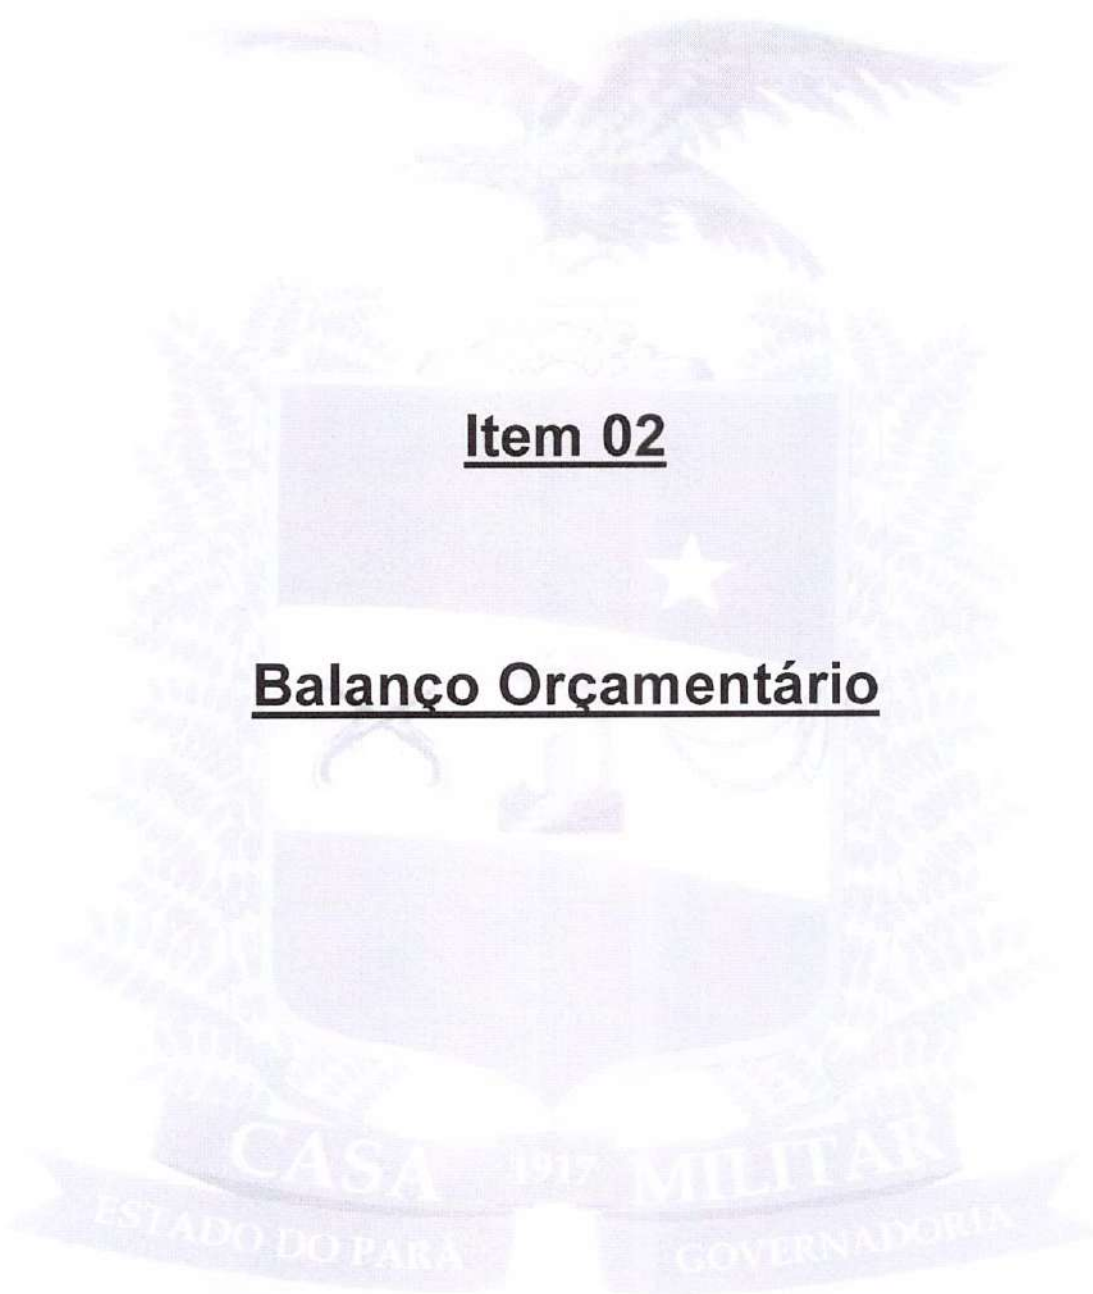 Item 02
Balanço Orçamentário
CASA 1917 MILITAR
ESTADO DO PARÁ GOVERNADORIA